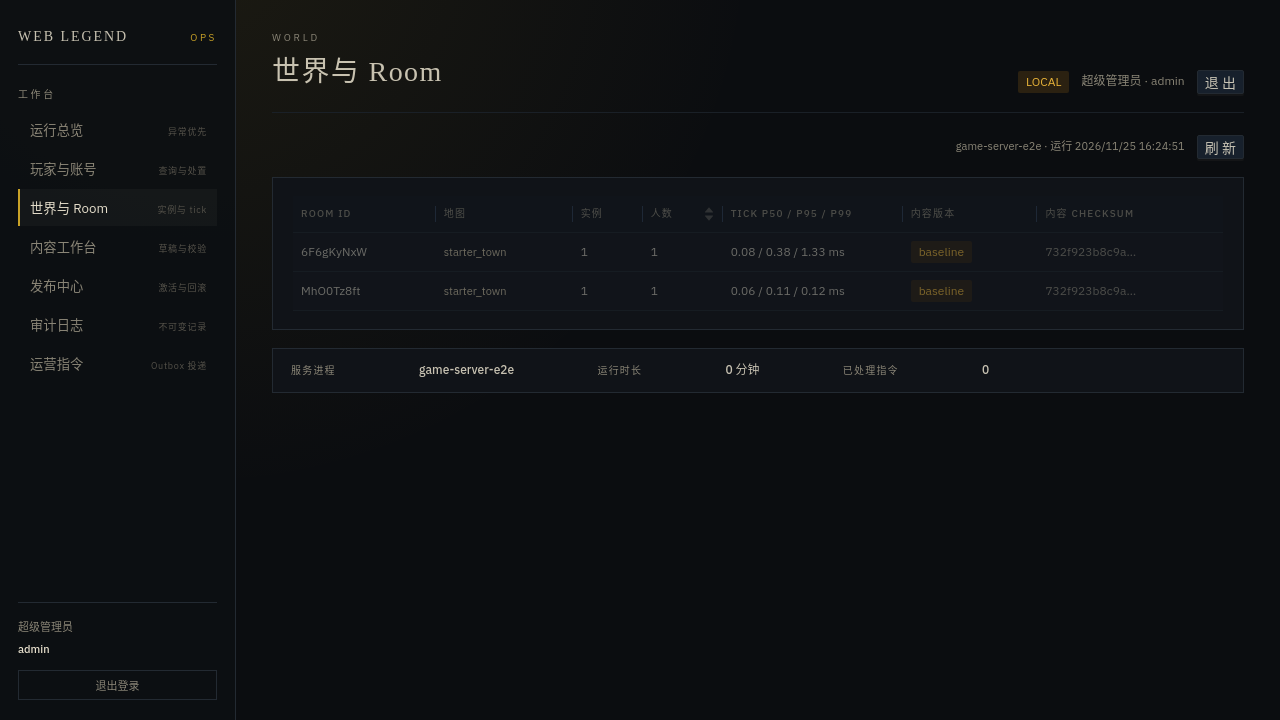 WEB LEGEND OPS
工作台
运行总览 异常优先
玩家与账号 查询与处置
世界与 Room 实例与 tick
内容工作台 草稿与校验
发布中心 激活与回滚
审计日志 不可变记录
运营指令 Outbox 投递
超级管理员
admin
退出登录
WORLD
世界与 Room
LOCAL 超级管理员 · admin 退 出
game-server-e2e · 运行 2026/11/25 16:24:51 刷 新
ROOM ID 地图 实例 人数 TICK P50 / P95 / P99 内容版本 内容 CHECKSUM
6F6gKyNxW starter_town 1 1 0.08 / 0.38 / 1.33 ms baseline 732f923b8c9a…
MhO0Tz8ft starter_town 1 1 0.06 / 0.11 / 0.12 ms baseline 732f923b8c9a…
服务进程 game-server-e2e 运行时长 0 分钟 已处理指令 0